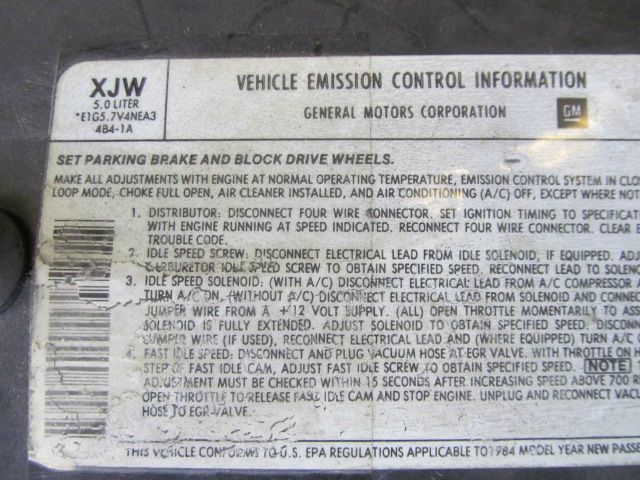 XJW
5.0 LITER
*E1G5.7V4NEA3
4B4-1A
VEHICLE EMISSION CONTROL INFORMATION
GENERAL MOTORS CORPORATION
GM
SET PARKING BRAKE AND BLOCK DRIVE WHEELS.
MAKE ALL ADJUSTMENTS WITH ENGINE AT NORMAL OPERATING TEMPERATURE, EMISSION CONTROL SYSTEM IN CLOS
LOOP MODE, CHOKE FULL OPEN, AIR CLEANER INSTALLED, AND AIR CONDITIONING (A/C) OFF, EXCEPT WHERE NOT
1. DISTRIBUTOR: DISCONNECT FOUR WIRE CONNECTOR. SET IGNITION TIMING TO SPECIFICAT
WITH ENGINE RUNNING AT SPEED INDICATED. RECONNECT FOUR WIRE CONNECTOR. CLEAR E
TROUBLE CODE.
2. IDLE SPEED SCREW: DISCONNECT ELECTRICAL LEAD FROM IDLE SOLENOID, IF EQUIPPED. ADJ
CARBURETOR IDLE SPEED SCREW TO OBTAIN SPECIFIED SPEED. RECONNECT LEAD TO SOLENO
3. IDLE SPEED SOLENOID: (WITH A/C) DISCONNECT ELECTRICAL LEAD FROM A/C COMPRESSOR A
TURN A/C ON. (WITHOUT A/C) DISCONNECT ELECTRICAL LEAD FROM SOLENOID AND CONNEC
JUMPER WIRE FROM A +12 VOLT SUPPLY. (ALL) OPEN THROTTLE MOMENTARILY TO ASS
SOLENOID IS FULLY EXTENDED. ADJUST SOLENOID TO OBTAIN SPECIFIED SPEED. DISCONN
JUMPER WIRE (IF USED), RECONNECT ELECTRICAL LEAD AND (WHERE EQUIPPED) TURN A/C O
4. FAST IDLE SPEED: DISCONNECT AND PLUG VACUUM HOSE AT EGR VALVE. WITH THROTTLE ON H
STEP OF FAST IDLE CAM, ADJUST FAST IDLE SCREW TO OBTAIN SPECIFIED SPEED. NOTE T
ADJUSTMENT MUST BE CHECKED WITHIN 15 SECONDS AFTER INCREASING SPEED ABOVE 700 R
OPEN THROTTLE TO RELEASE FAST IDLE CAM AND STOP ENGINE. UNPLUG AND RECONNECT VACU
HOSE TO EGR VALVE.
THIS VEHICLE CONFORMS TO U.S. EPA REGULATIONS APPLICABLE TO 1984 MODEL YEAR NEW PASSE